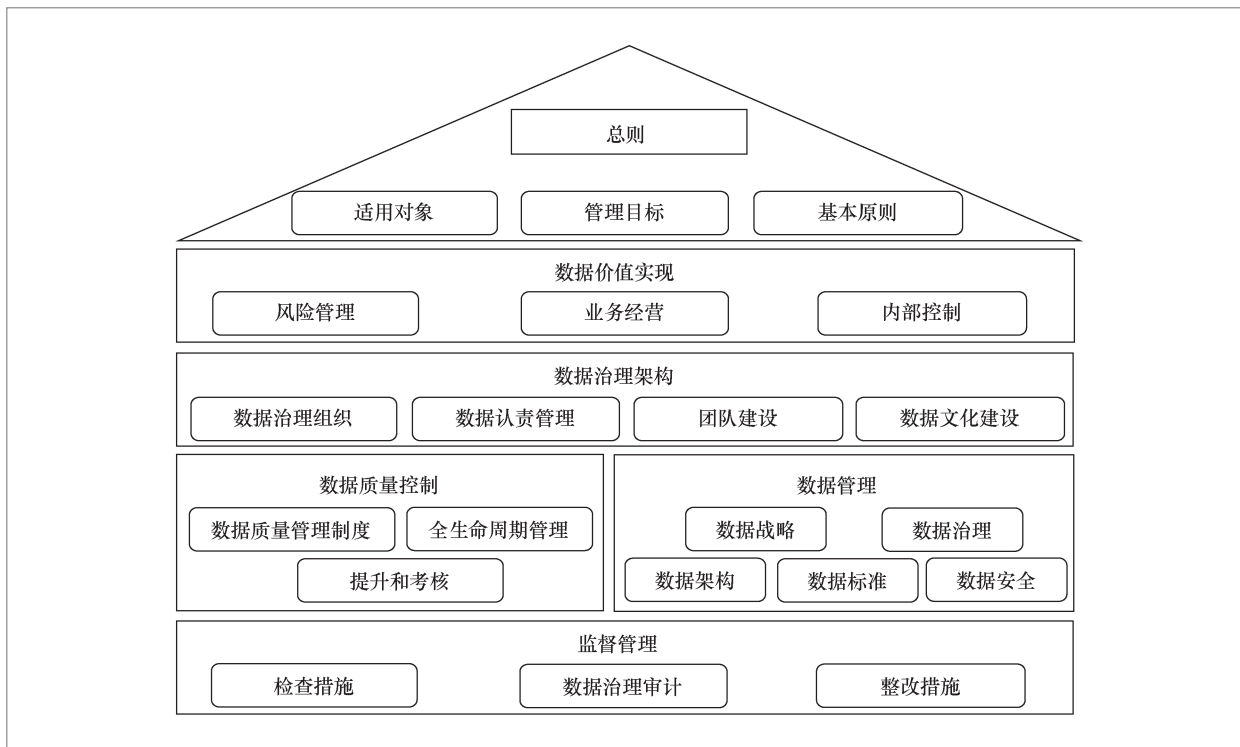 总则
适用对象 管理目标 基本原则
数据价值实现
风险管理 业务经营 内部控制
数据治理架构
数据治理组织 数据认责管理 团队建设 数据文化建设
数据质量控制
数据质量管理制度 全生命周期管理
提升和考核
数据管理
数据战略 数据治理
数据架构 数据标准 数据安全
监督管理
检查措施 数据治理审计 整改措施